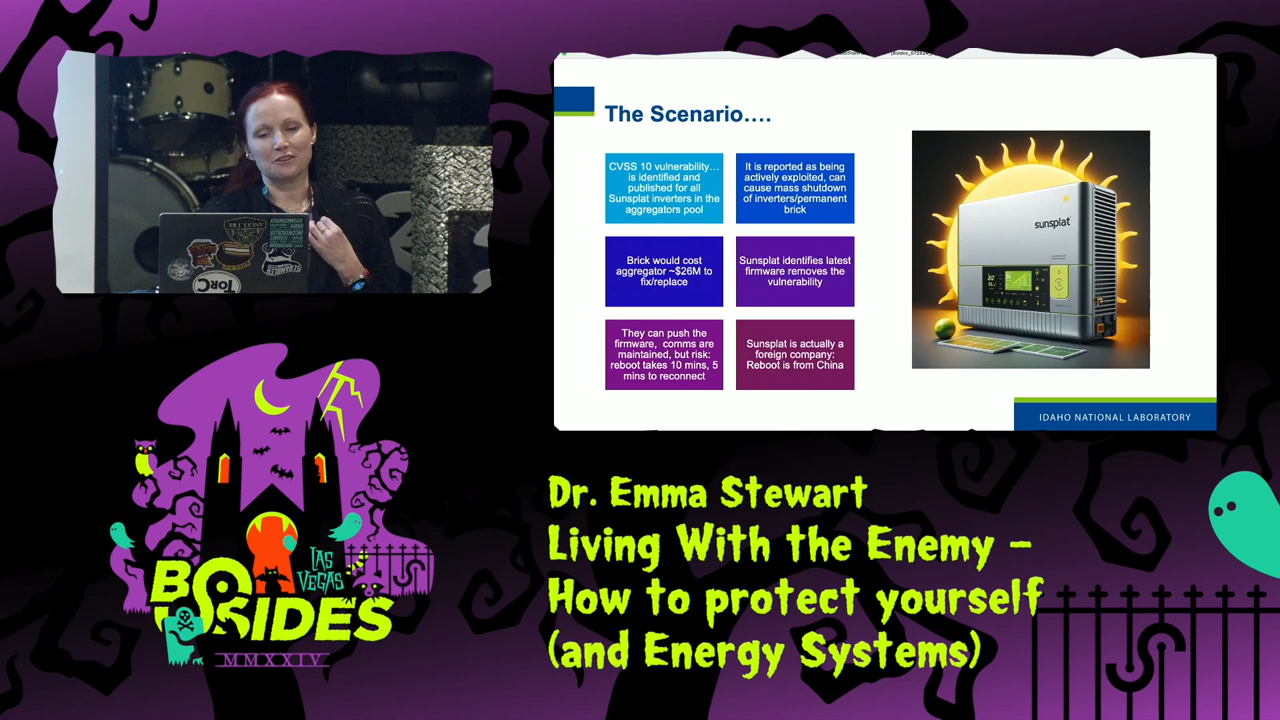 The Scenario....
CVSS 10 vulnerability…
is identified and
published for all
Sunsplat inverters in the
aggregators pool
It is reported as being
actively exploited, can
cause mass shutdown
of inverters/permanent
brick
Brick would cost
aggregator ~$26M to
fix/replace
Sunsplat identifies latest
firmware removes the
vulnerability
They can push the
firmware, comms are
maintained, but risk:
reboot takes 10 mins, 5
mins to reconnect
Sunsplat is actually a
foreign company:
Reboot is from China
sunsplat
IDAHO NATIONAL LABORATORY
TorC
LAS
VEGAS
BSIDES
MMXXIV
Dr. Emma Stewart
Living With the Enemy –
How to protect yourself
(and Energy Systems)